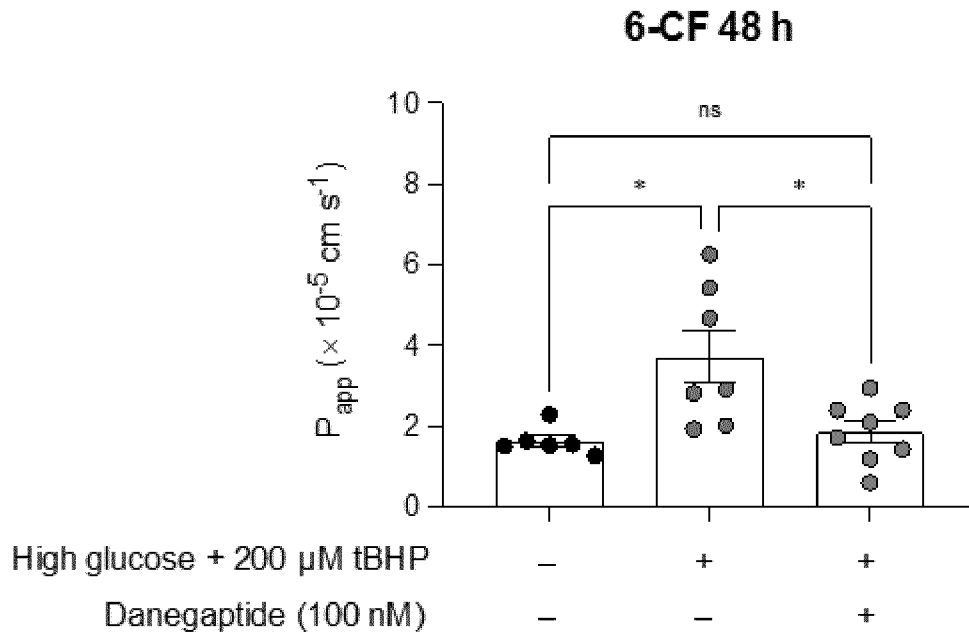 6-CF 48 h
10
8
6
4
2
0
P_app (× 10⁻⁵ cm s⁻¹)
ns
* *
High glucose + 200 µM tBHP − + +
Danegaptide (100 nM) − − +